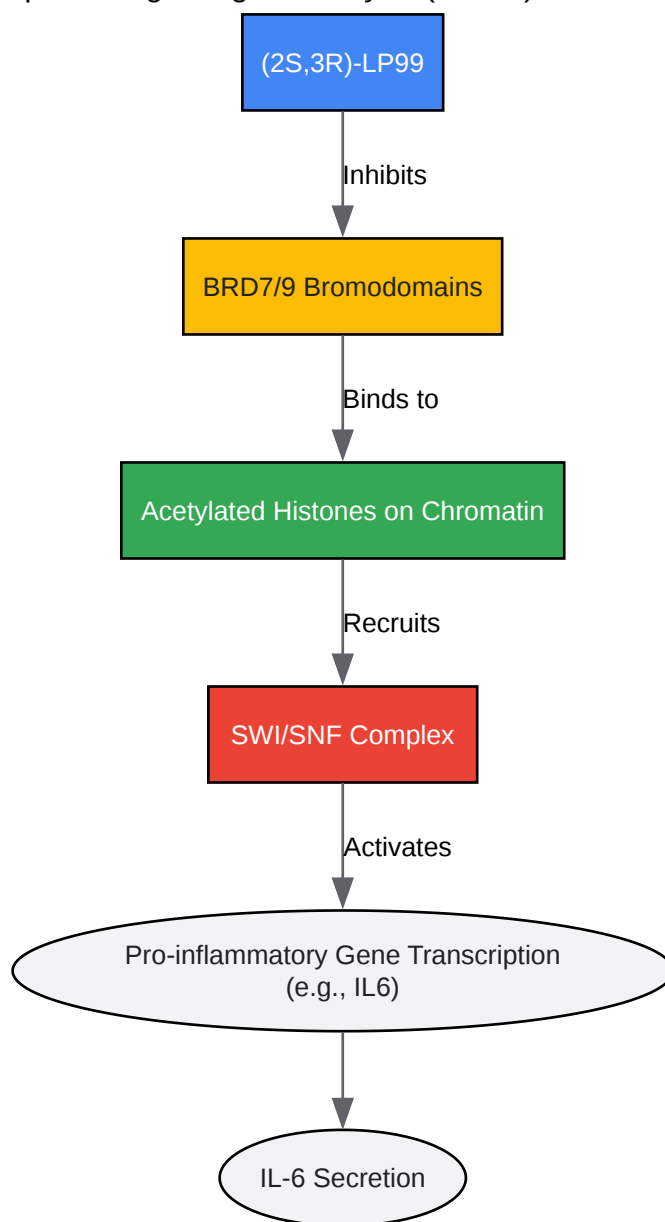 (2S,3R)-LP99
Inhibits
BRD7/9 Bromodomains
Binds to
Acetylated Histones on Chromatin
Recruits
SWI/SNF Complex
Activates
Pro-inflammatory Gene Transcription
(e.g., IL6)
IL-6 Secretion